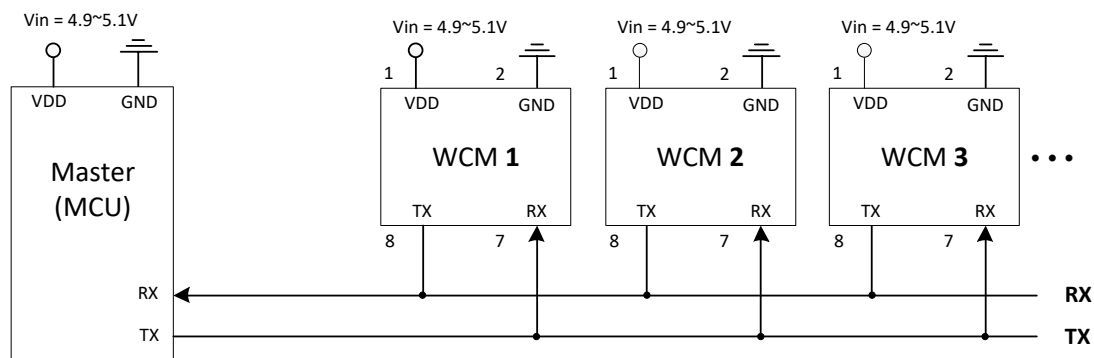 Vin = 4.9~5.1V Vin = 4.9~5.1V Vin = 4.9~5.1V Vin = 4.9~5.1V
1 2 1 2 1 2
VDD GND VDD GND VDD GND VDD GND
Master
(MCU)
WCM 1 WCM 2 WCM 3 • • •
TX RX TX RX TX RX
8 7 8 7 8 7
RX RX
TX TX